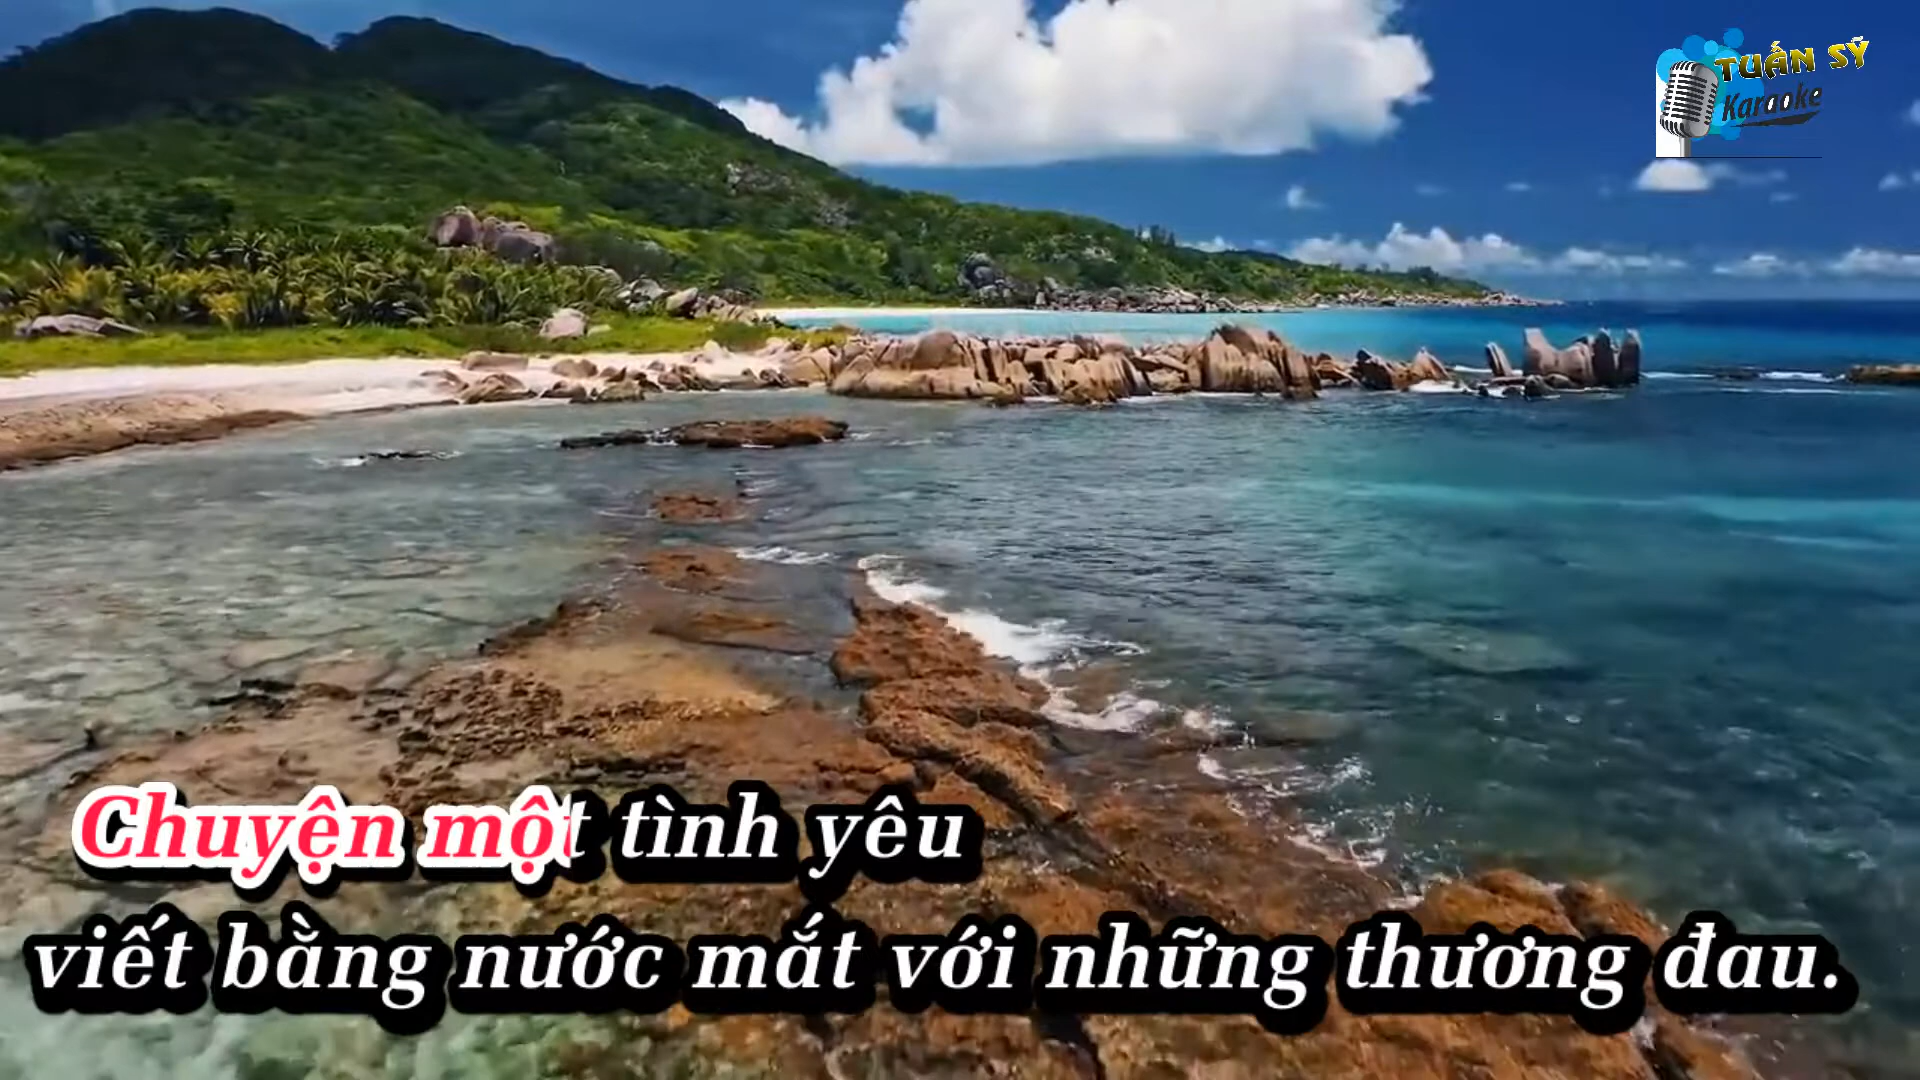 TUẤN SỸ
Karaoke
Chuyện một tình yêu
viết bằng nước mắt với những thương đau.